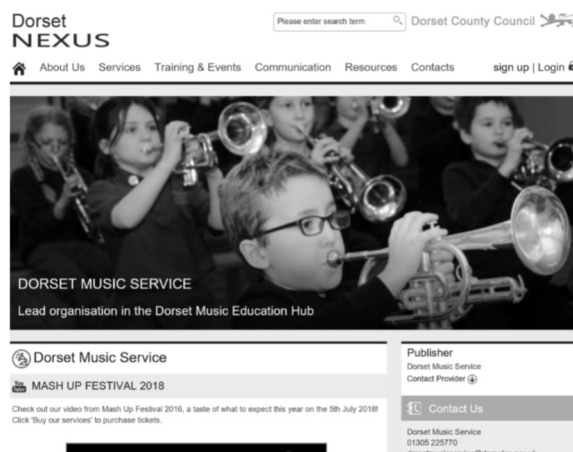 Dorset
NEXUS
Please enter search term
Dorset County Council
About Us Services Training & Events Communication Resources Contacts sign up | Login
DORSET MUSIC SERVICE
Lead organisation in the Dorset Music Education Hub
Dorset Music Service
You Tube MASH UP FESTIVAL 2018
Check out our video from Mash Up Festival 2016, a taste of what to expect this year on the 5th July 2018!
Click 'Buy our services' to purchase tickets.
Publisher
Dorset Music Service
Contact Provider
Contact Us
Dorset Music Service
01305 225770